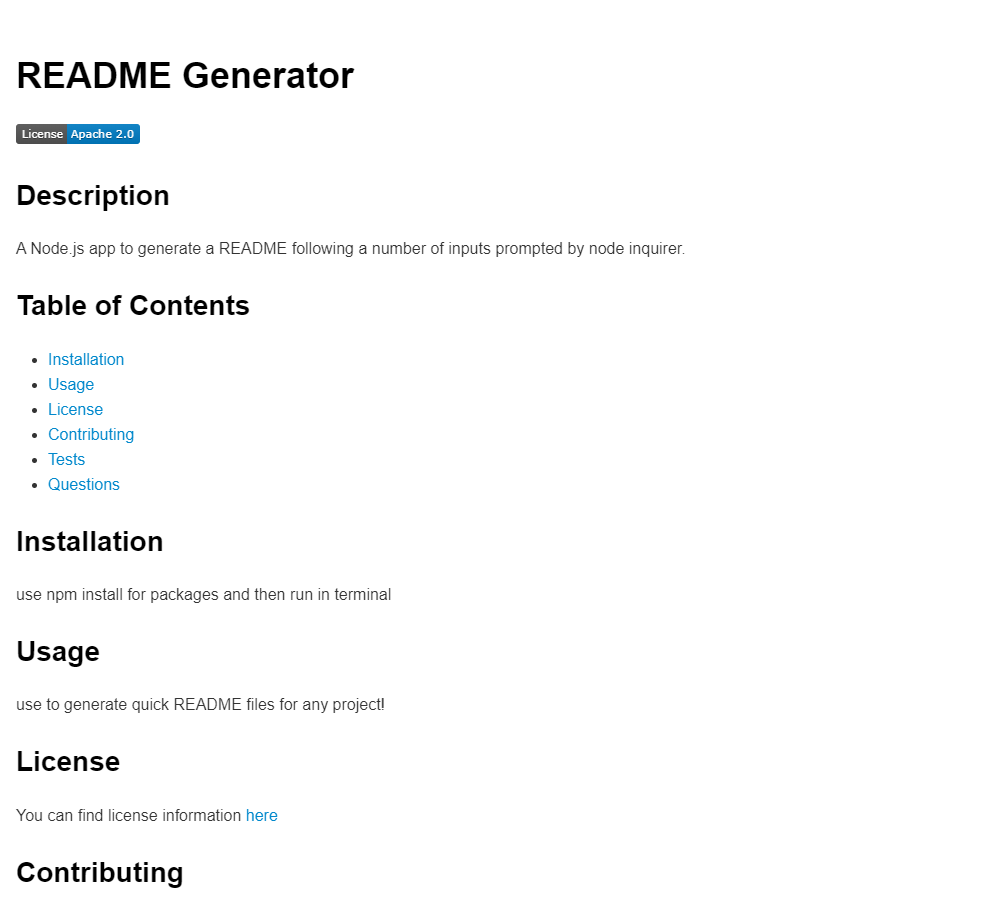 README Generator
License Apache 2.0
Description
A Node.js app to generate a README following a number of inputs prompted by node inquirer.
Table of Contents
Installation
Usage
License
Contributing
Tests
Questions
Installation
use npm install for packages and then run in terminal
Usage
use to generate quick README files for any project!
License
You can find license information here
Contributing